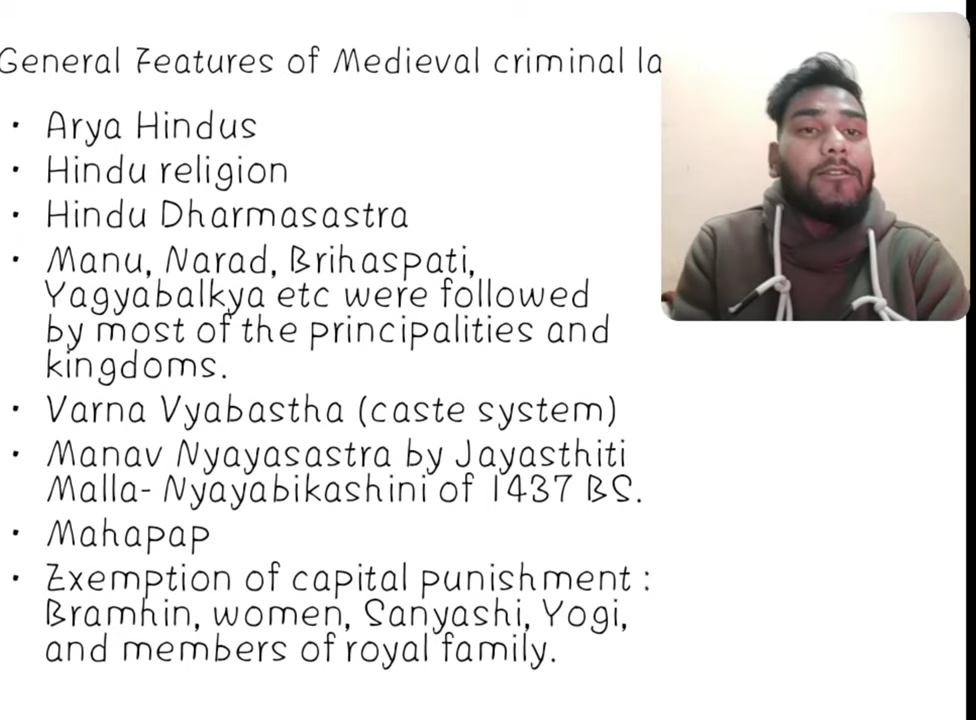 General Features of Medieval criminal la
• Arya Hindus
• Hindu religion
• Hindu Dharmasastra
• Manu, Narad, Brihaspati,
Yagyabalkya etc were followed
by most of the principalities and
kingdoms.
• Varna Vyabastha (caste system)
• Manav Nyayasastra by Jayasthiti
Malla- Nyayabikashini of 1437 BS.
• Mahapap
• Exemption of capital punishment :
Bramhin, women, Sanyashi, Yogi,
and members of royal family.